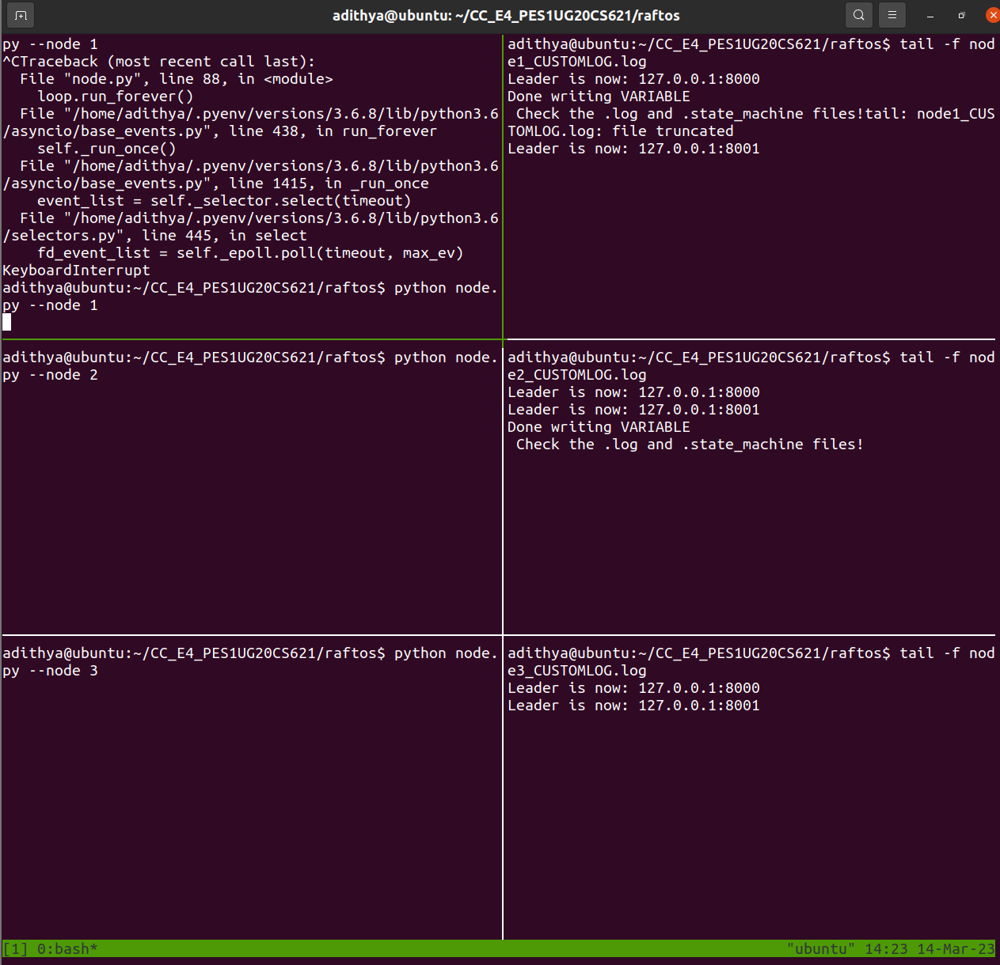 adithya@ubuntu: ~/CC_E4_PES1UG20CS621/raftos
py --node 1
^CTraceback (most recent call last):
  File "node.py", line 88, in <module>
    loop.run_forever()
  File "/home/adithya/.pyenv/versions/3.6.8/lib/python3.6
/asyncio/base_events.py", line 438, in run_forever
    self._run_once()
  File "/home/adithya/.pyenv/versions/3.6.8/lib/python3.6
/asyncio/base_events.py", line 1415, in _run_once
    event_list = self._selector.select(timeout)
  File "/home/adithya/.pyenv/versions/3.6.8/lib/python3.6
/selectors.py", line 445, in select
    fd_event_list = self._epoll.poll(timeout, max_ev)
KeyboardInterrupt
adithya@ubuntu:~/CC_E4_PES1UG20CS621/raftos$ python node.
py --node 1
adithya@ubuntu:~/CC_E4_PES1UG20CS621/raftos$ tail -f nod
e1_CUSTOMLOG.log
Leader is now: 127.0.0.1:8000
Done writing VARIABLE
 Check the .log and .state_machine files!tail: node1_CUS
TOMLOG.log: file truncated
Leader is now: 127.0.0.1:8001
adithya@ubuntu:~/CC_E4_PES1UG20CS621/raftos$ python node.
py --node 2
adithya@ubuntu:~/CC_E4_PES1UG20CS621/raftos$ tail -f nod
e2_CUSTOMLOG.log
Leader is now: 127.0.0.1:8000
Leader is now: 127.0.0.1:8001
Done writing VARIABLE
 Check the .log and .state_machine files!
adithya@ubuntu:~/CC_E4_PES1UG20CS621/raftos$ python node.
py --node 3
adithya@ubuntu:~/CC_E4_PES1UG20CS621/raftos$ tail -f nod
e3_CUSTOMLOG.log
Leader is now: 127.0.0.1:8000
Leader is now: 127.0.0.1:8001
[1] 0:bash* "ubuntu" 14:23 14-Mar-23